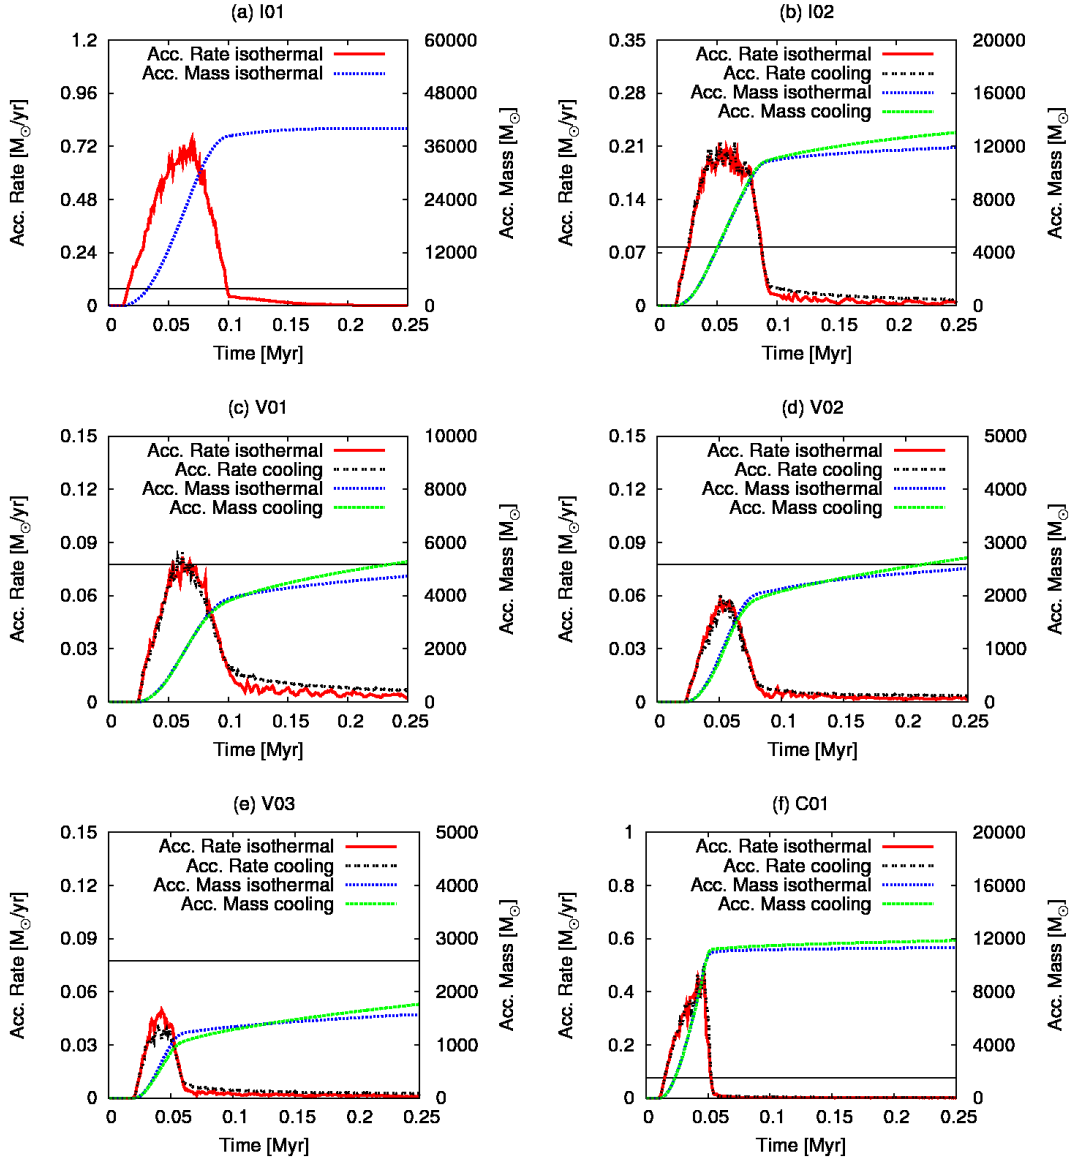 (a) I01
Acc. Rate isothermal
Acc. Mass isothermal
Acc. Rate [M⊙/yr]
1.2
0.96
0.72
0.48
0.24
0
60000
48000
36000
24000
12000
0
Acc. Mass [M⊙]
0 0.05 0.1 0.15 0.2 0.25
Time [Myr]
(b) I02
Acc. Rate isothermal
Acc. Rate cooling
Acc. Mass isothermal
Acc. Mass cooling
Acc. Rate [M⊙/yr]
0.35
0.28
0.21
0.14
0.07
0
20000
16000
12000
8000
4000
0
Acc. Mass [M⊙]
0 0.05 0.1 0.15 0.2 0.25
Time [Myr]
(c) V01
Acc. Rate isothermal
Acc. Rate cooling
Acc. Mass isothermal
Acc. Mass cooling
Acc. Rate [M⊙/yr]
0.15
0.12
0.09
0.06
0.03
0
10000
8000
6000
4000
2000
0
Acc. Mass [M⊙]
0 0.05 0.1 0.15 0.2 0.25
Time [Myr]
(d) V02
Acc. Rate isothermal
Acc. Rate cooling
Acc. Mass isothermal
Acc. Mass cooling
Acc. Rate [M⊙/yr]
0.15
0.12
0.09
0.06
0.03
0
5000
4000
3000
2000
1000
0
Acc. Mass [M⊙]
0 0.05 0.1 0.15 0.2 0.25
Time [Myr]
(e) V03
Acc. Rate isothermal
Acc. Rate cooling
Acc. Mass isothermal
Acc. Mass cooling
Acc. Rate [M⊙/yr]
0.15
0.12
0.09
0.06
0.03
0
5000
4000
3000
2000
1000
0
Acc. Mass [M⊙]
0 0.05 0.1 0.15 0.2 0.25
Time [Myr]
(f) C01
Acc. Rate isothermal
Acc. Rate cooling
Acc. Mass isothermal
Acc. Mass cooling
Acc. Rate [M⊙/yr]
1
0.8
0.6
0.4
0.2
0
20000
16000
12000
8000
4000
0
Acc. Mass [M⊙]
0 0.05 0.1 0.15 0.2 0.25
Time [Myr]